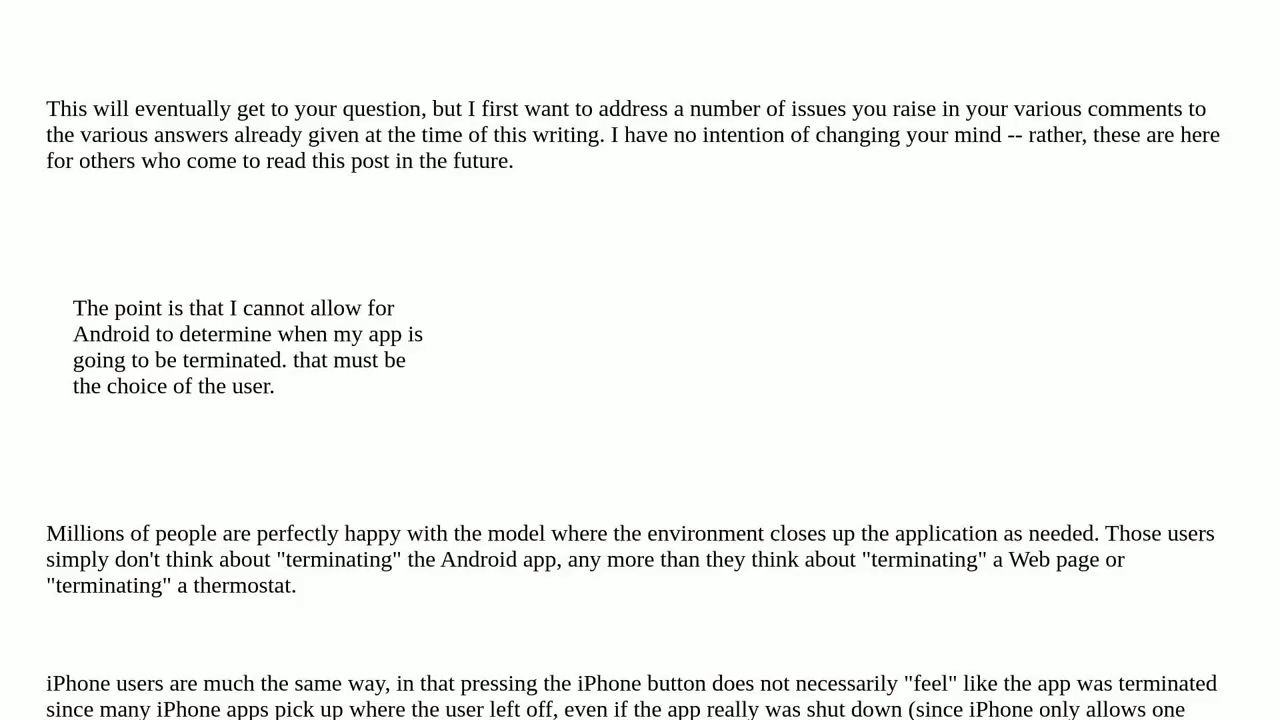 This will eventually get to your question, but I first want to address a number of issues you raise in your various comments to
the various answers already given at the time of this writing. I have no intention of changing your mind -- rather, these are here
for others who come to read this post in the future.
The point is that I cannot allow for
Android to determine when my app is
going to be terminated. that must be
the choice of the user.
Millions of people are perfectly happy with the model where the environment closes up the application as needed. Those users
simply don't think about "terminating" the Android app, any more than they think about "terminating" a Web page or
"terminating" a thermostat.
iPhone users are much the same way, in that pressing the iPhone button does not necessarily "feel" like the app was terminated
since many iPhone apps pick up where the user left off, even if the app really was shut down (since iPhone only allows one